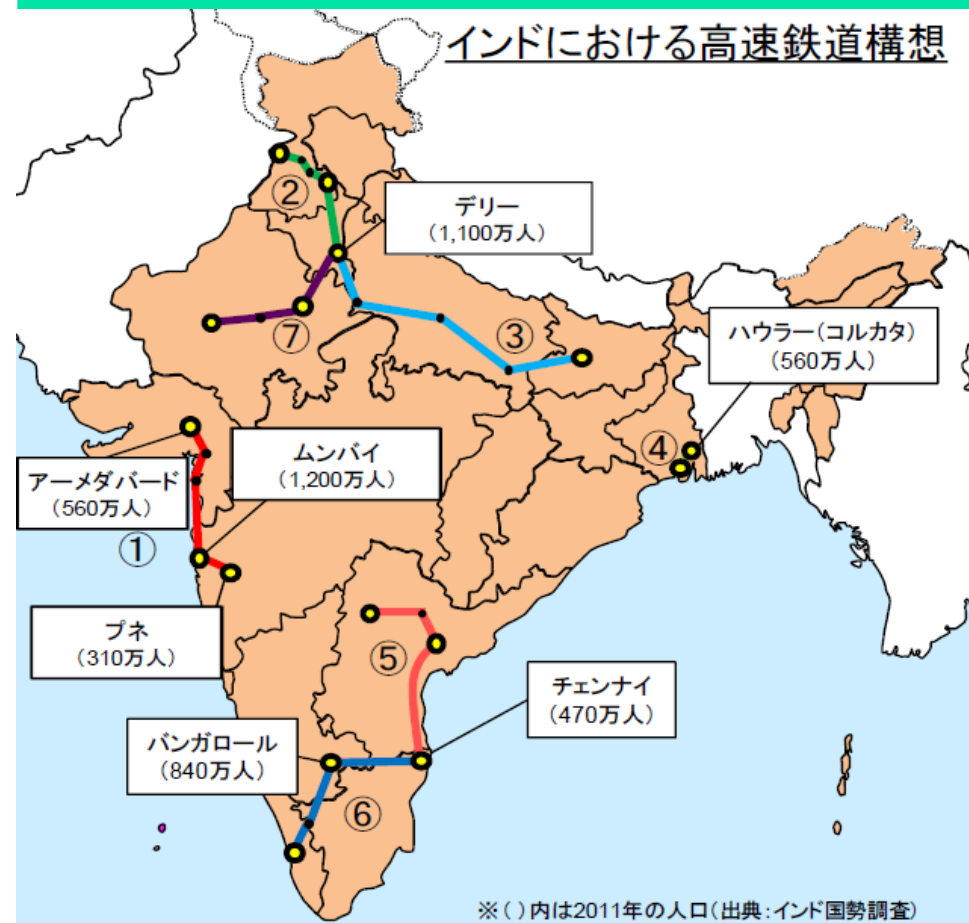 インドにおける高速鉄道構想
②
デリー
(1,100万人)
⑦
③
ハウラー(コルカタ)
(560万人)
④
アーメダバード
(560万人)
ムンバイ
(1,200万人)
①
プネ
(310万人)
⑤
チェンナイ
(470万人)
バンガロール
(840万人)
⑥
※( )内は2011年の人口(出典:インド国勢調査)